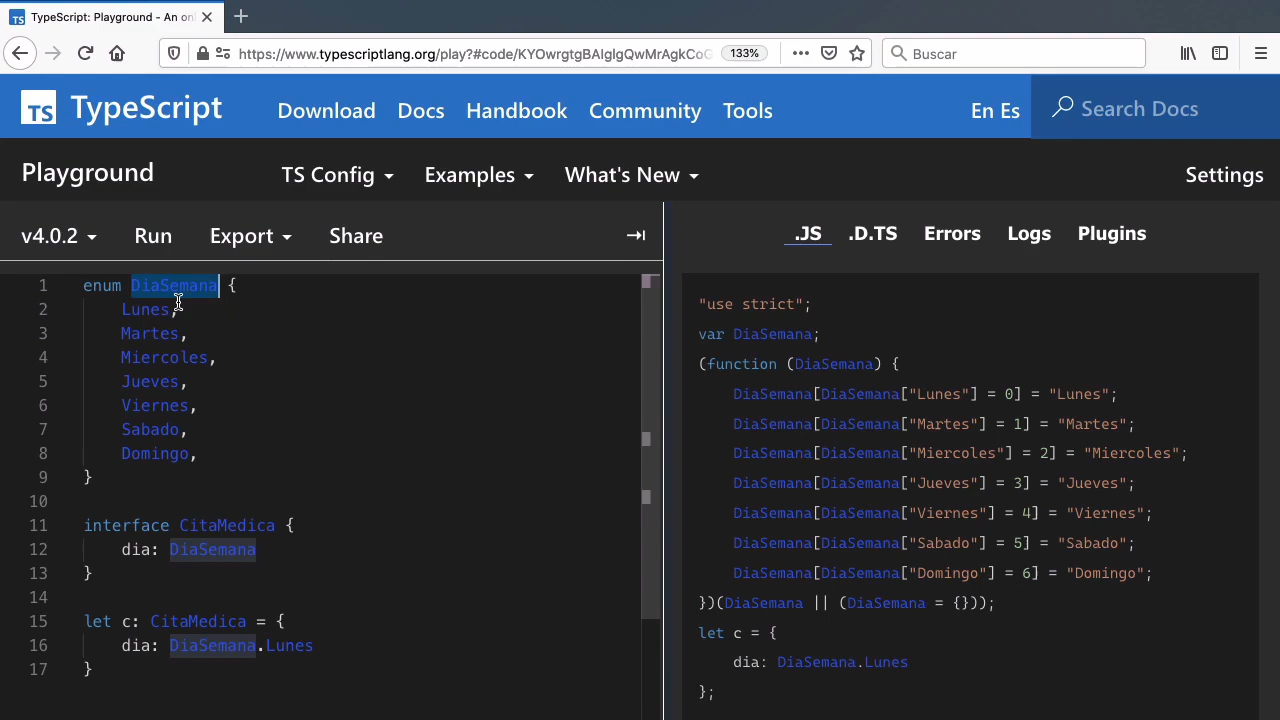 TS TypeScript: Playground - An on
https://www.typescriptlang.org/play?#code/KYOwrgtgBAIglgQwMrAgkCoG
133%
Buscar
TS TypeScript
Download Docs Handbook Community Tools
En Es
Search Docs
Playground
TS Config Examples What's New
Settings
v4.0.2 Run Export Share
.JS .D.TS Errors Logs Plugins
1 enum DiaSemana {
2 Lunes,
3 Martes,
4 Miercoles,
5 Jueves,
6 Viernes,
7 Sabado,
8 Domingo,
9 }
10
11 interface CitaMedica {
12 dia: DiaSemana
13 }
14
15 let c: CitaMedica = {
16 dia: DiaSemana.Lunes
17 }
"use strict";
var DiaSemana;
(function (DiaSemana) {
DiaSemana[DiaSemana["Lunes"] = 0] = "Lunes";
DiaSemana[DiaSemana["Martes"] = 1] = "Martes";
DiaSemana[DiaSemana["Miercoles"] = 2] = "Miercoles";
DiaSemana[DiaSemana["Jueves"] = 3] = "Jueves";
DiaSemana[DiaSemana["Viernes"] = 4] = "Viernes";
DiaSemana[DiaSemana["Sabado"] = 5] = "Sabado";
DiaSemana[DiaSemana["Domingo"] = 6] = "Domingo";
})(DiaSemana || (DiaSemana = {}));
let c = {
dia: DiaSemana.Lunes
};